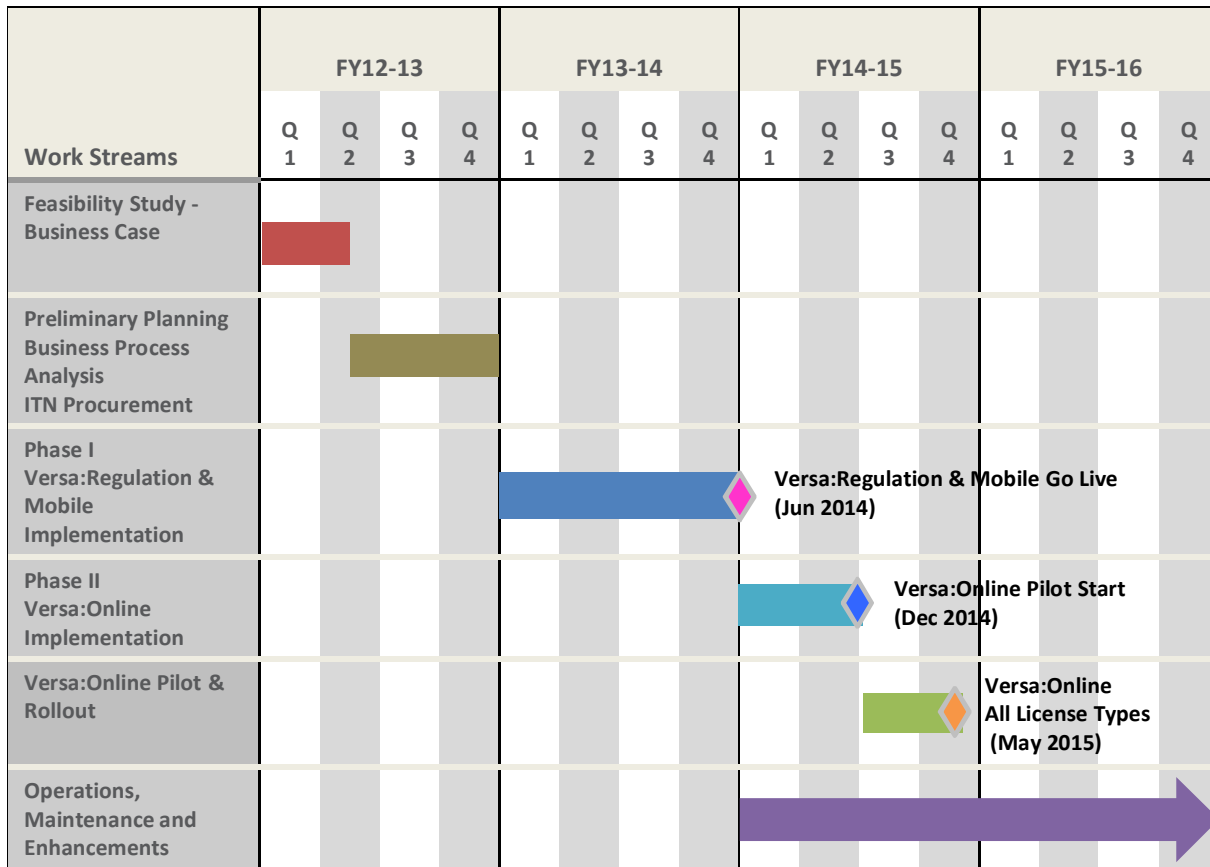 FY12-13 FY13-14 FY14-15 FY15-16
Work Streams
Q Q Q Q Q Q Q Q Q Q Q Q Q Q Q Q
1 2 3 4 1 2 3 4 1 2 3 4 1 2 3 4
Feasibility Study -
Business Case
Preliminary Planning
Business Process
Analysis
ITN Procurement
Phase I
Versa:Regulation &
Mobile
Implementation
Versa:Regulation & Mobile Go Live
(Jun 2014)
Phase II
Versa:Online
Implementation
Versa:Online Pilot Start
(Dec 2014)
Versa:Online Pilot &
Rollout
Versa:Online
All License Types
(May 2015)
Operations,
Maintenance and
Enhancements